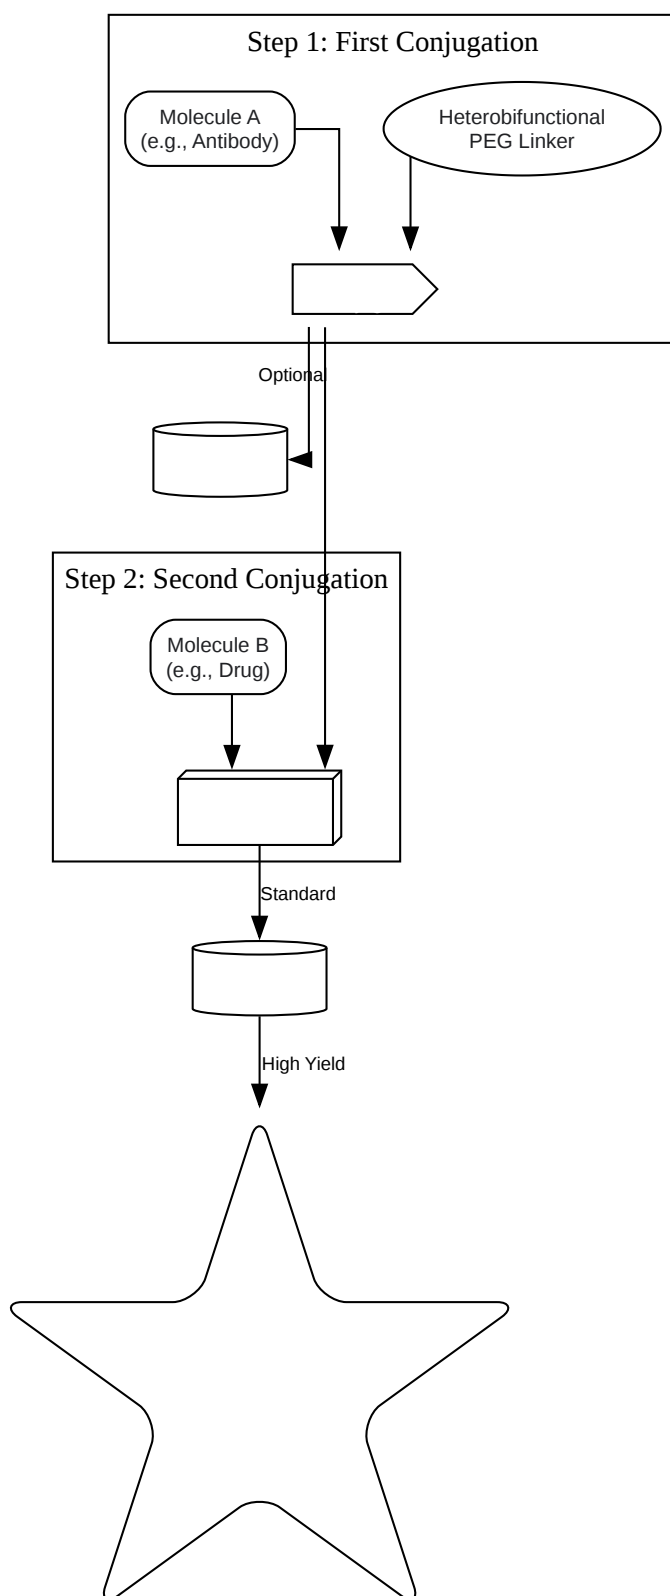 Step 1: First Conjugation
Molecule A
(e.g., Antibody)
Heterobifunctional
PEG Linker
Optional
Step 2: Second Conjugation
Molecule B
(e.g., Drug)
Standard
High Yield